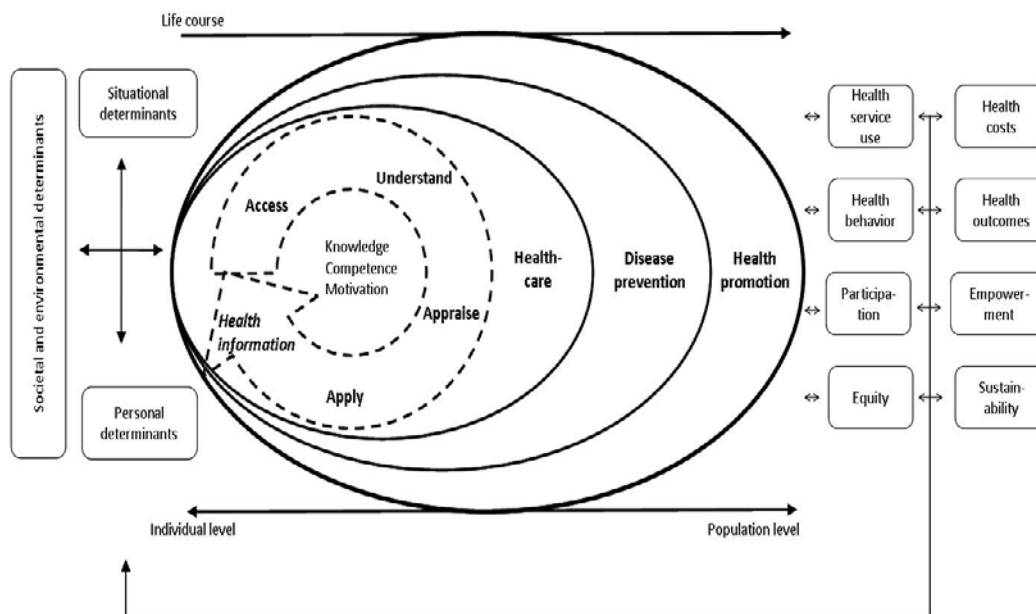 Life course
Societal and environmental determinants
Situational
determinants
Personal
determinants
Access
Understand
Knowledge
Competence
Motivation
Health
information
Appraise
Apply
Health-
care
Disease
prevention
Health
promotion
Health
service
use
Health
costs
Health
behavior
Health
outcomes
Participa-
tion
Empower-
ment
Equity
Sustain-
ability
Individual level
Population level